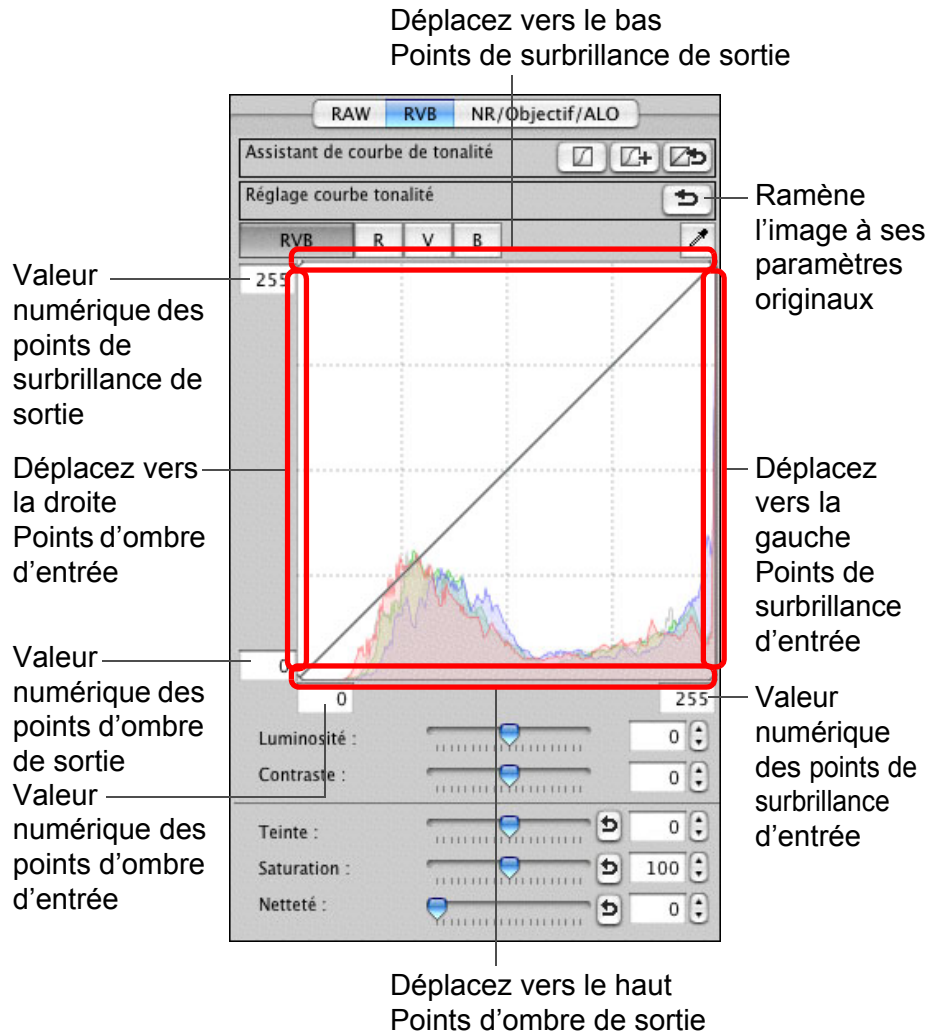 Déplacez vers le bas
Points de surbrillance de sortie
RAW RVB NR/Objectif/ALO
Assistant de courbe de tonalité
Réglage courbe tonalité
RVB R V B
Ramène
l'image à ses
paramètres
originaux
Valeur
numérique des
points de
surbrillance de
sortie
255
Déplacez vers
la droite
Points d'ombre
d'entrée
Déplacez
vers la
gauche
Points de
surbrillance
d'entrée
Valeur
numérique des
points d'ombre
de sortie
0
Valeur
numérique des
points d'ombre
d'entrée
0
255
Valeur
numérique
des points de
surbrillance
d'entrée
Luminosité : 0
Contraste : 0
Teinte : 0
Saturation : 100
Netteté : 0
Déplacez vers le haut
Points d'ombre de sortie